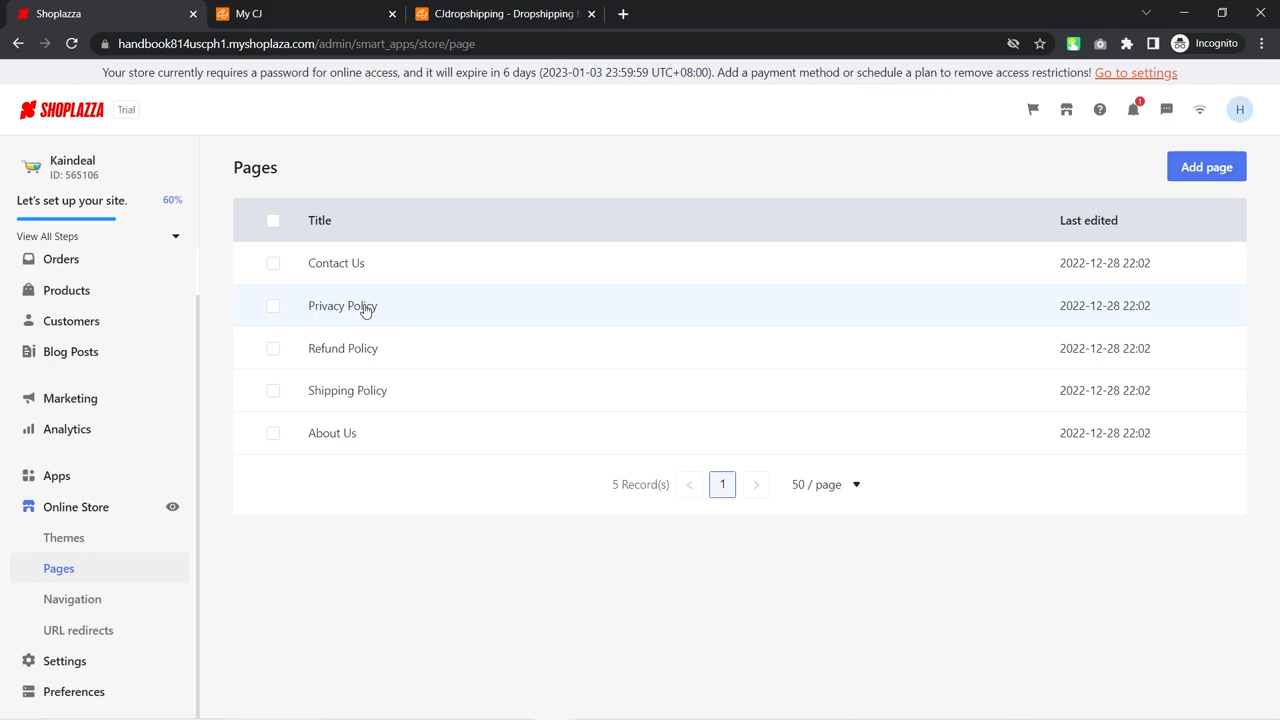 Shoplazza
My CJ
CJdropshipping - Dropshipping f
handbook814uscph1.myshoplaza.com/admin/smart_apps/store/page
Incognito
Your store currently requires a password for online access, and it will expire in 6 days (2023-01-03 23:59:59 UTC+08:00). Add a payment method or schedule a plan to remove access restrictions! Go to settings
SHOPLAZZA
Trial
1
H
Kaindeal
ID: 565106
Let's set up your site.
60%
View All Steps
Orders
Products
Customers
Blog Posts
Marketing
Analytics
Apps
Online Store
Themes
Pages
Navigation
URL redirects
Settings
Preferences
Pages
Add page
Title
Last edited
Contact Us
2022-12-28 22:02
Privacy Policy
2022-12-28 22:02
Refund Policy
2022-12-28 22:02
Shipping Policy
2022-12-28 22:02
About Us
2022-12-28 22:02
5 Record(s)
1
50 / page